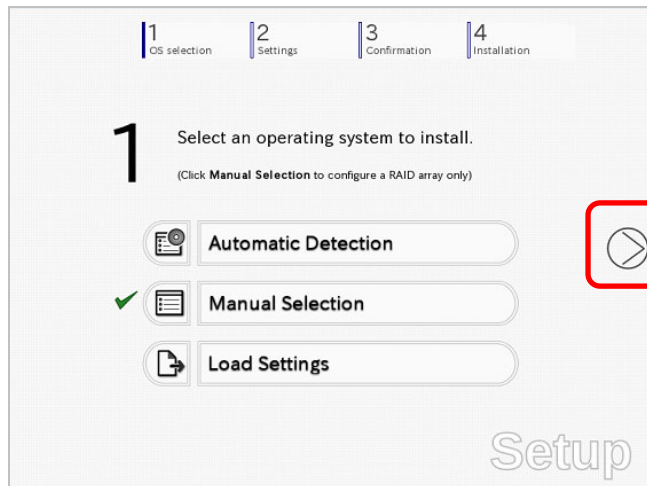 1 2 3 4
OS selection Settings Confirmation Installation
1 Select an operating system to install.
(Click Manual Selection to configure a RAID array only)
Automatic Detection
Manual Selection
Load Settings
Setup